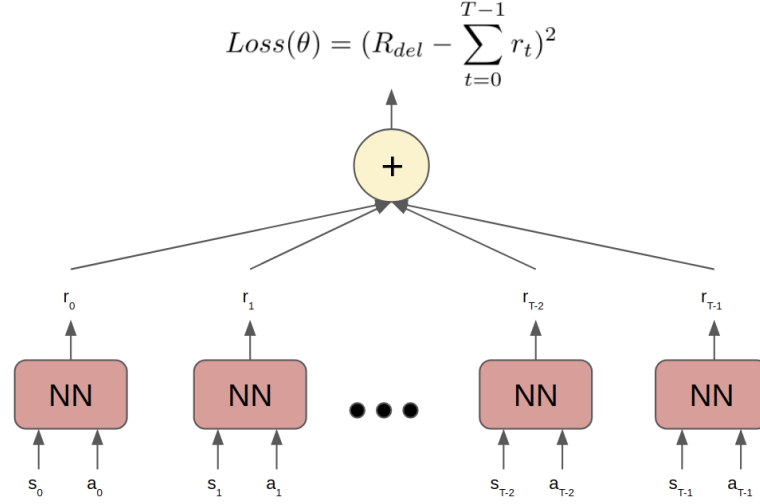 Loss(θ) = (R_del − ∑_{t=0}^{T−1} r_t)^2
+
r_0 r_1 r_T-2 r_T-1
NN NN NN NN
s_0 a_0 s_1 a_1 s_T-2 a_T-2 s_T-1 a_T-1